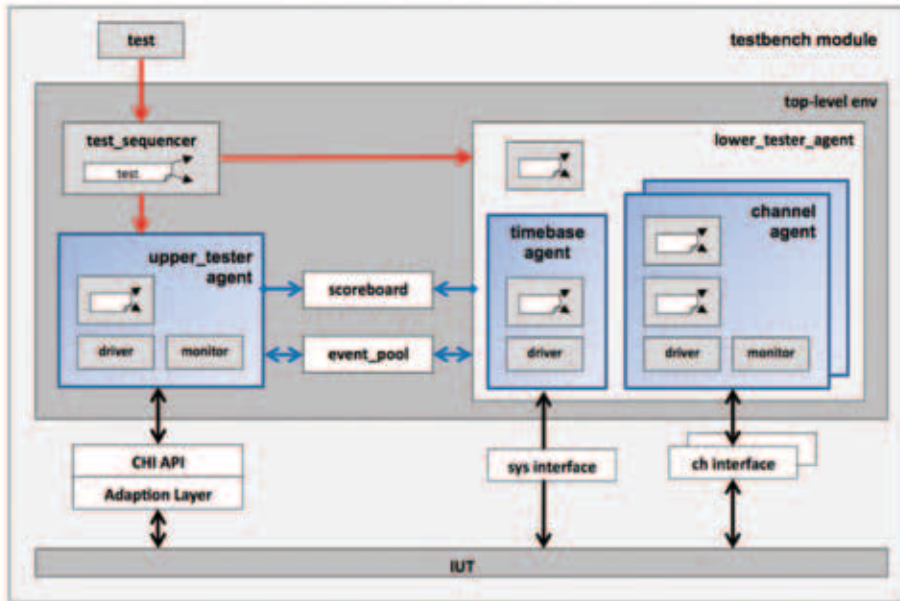 test
testbench module
top-level env
test_sequencer
test
lower_tester_agent
upper_tester
agent
driver
monitor
scoreboard
event_pool
timebase
agent
driver
channel
agent
driver
monitor
CHI API
Adaption Layer
sys interface
ch interface
IUT